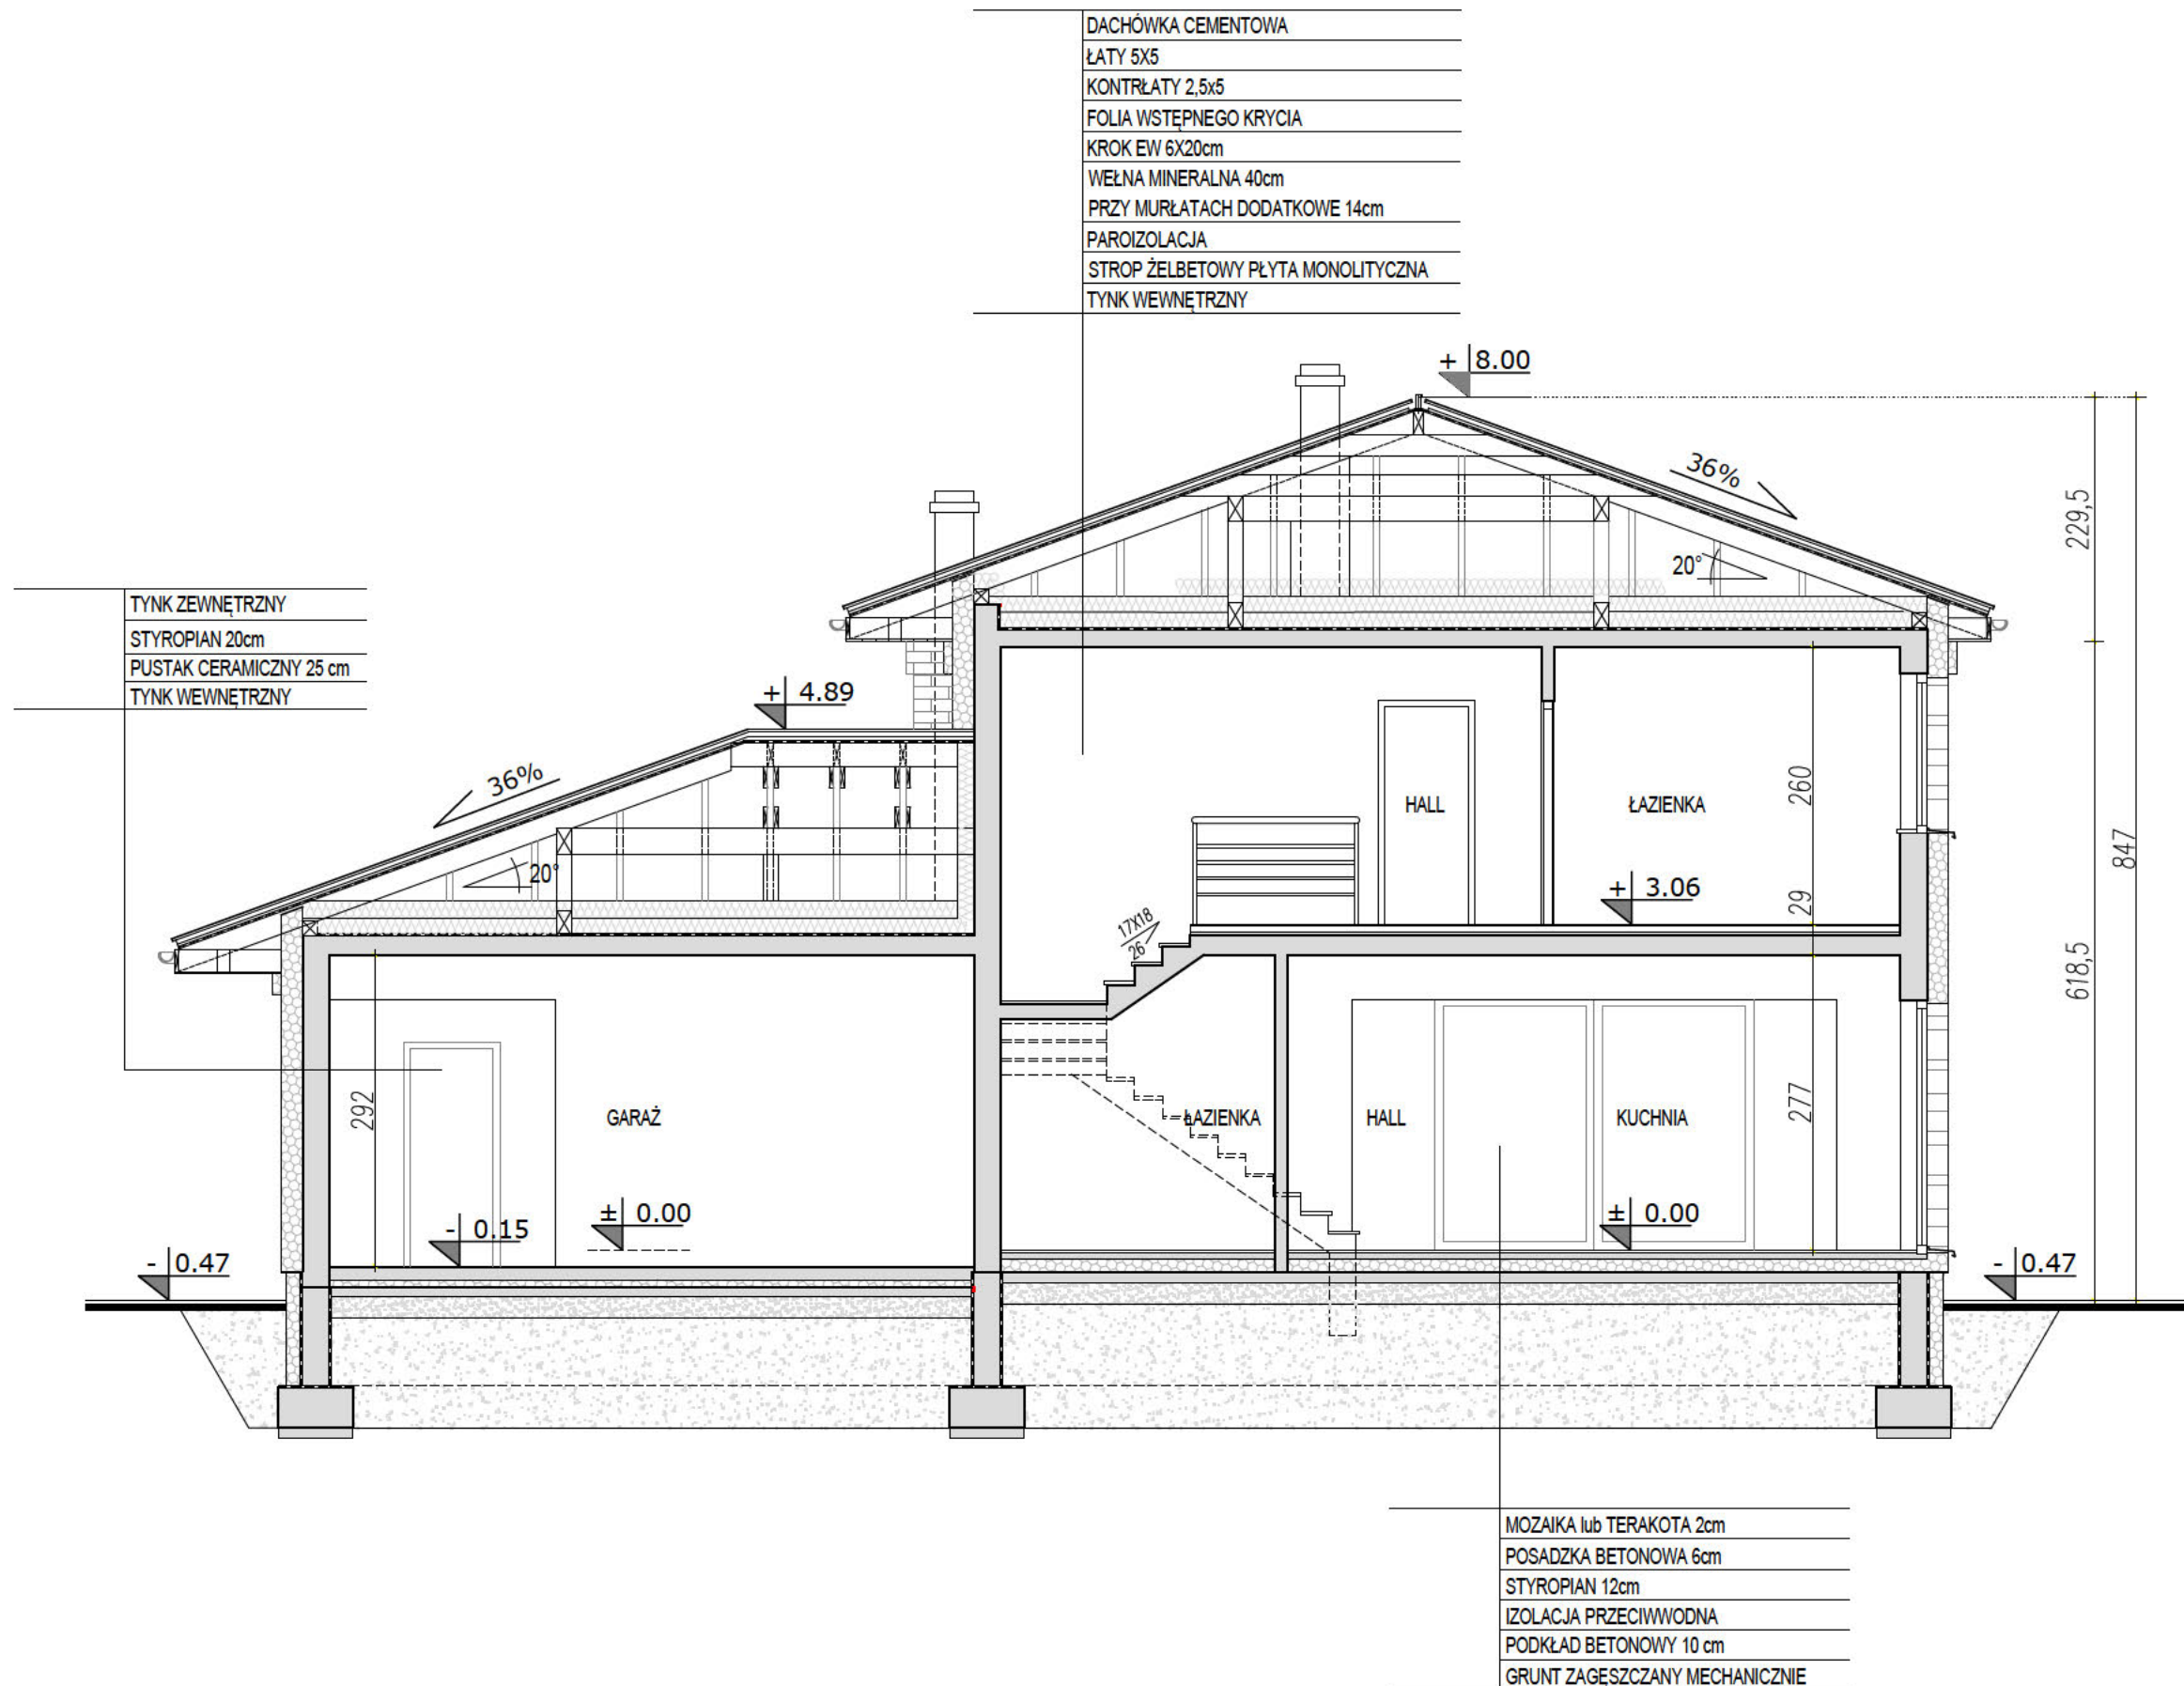 DACHÓWKA CEMENTOWA
ŁATY 5X5
KONTRŁATY 2,5x5
FOLIA WSTĘPNEGO KRYCIA
KROK EW 6X20cm
WEŁNA MINERALNA 40cm
PRZY MURŁATACH DODATKOWE 14cm
PAROIZOLACJA
STROP ŻELBETOWY PŁYTA MONOLITYCZNA
TYNK WEWNĘTRZNY
+ 8.00
36%
229,5
20°
TYNK ZEWNĘTRZNY
STYROPIAN 20cm
PUSTAK CERAMICZNY 25 cm
TYNK WEWNĘTRZNY
+ 4.89
36%
20°
HALL
ŁAZIENKA
260
847
+ 3.06
29
17X18
26
618,5
292
GARAŻ
ŁAZIENKA
HALL
KUCHNIA
277
- 0.15
± 0.00
± 0.00
- 0.47
- 0.47
MOZAIKA lub TERAKOTA 2cm
POSADZKA BETONOWA 6cm
STYROPIAN 12cm
IZOLACJA PRZECIWWODNA
PODKŁAD BETONOWY 10 cm
GRUNT ZAGĘSZCZANY MECHANICZNIE